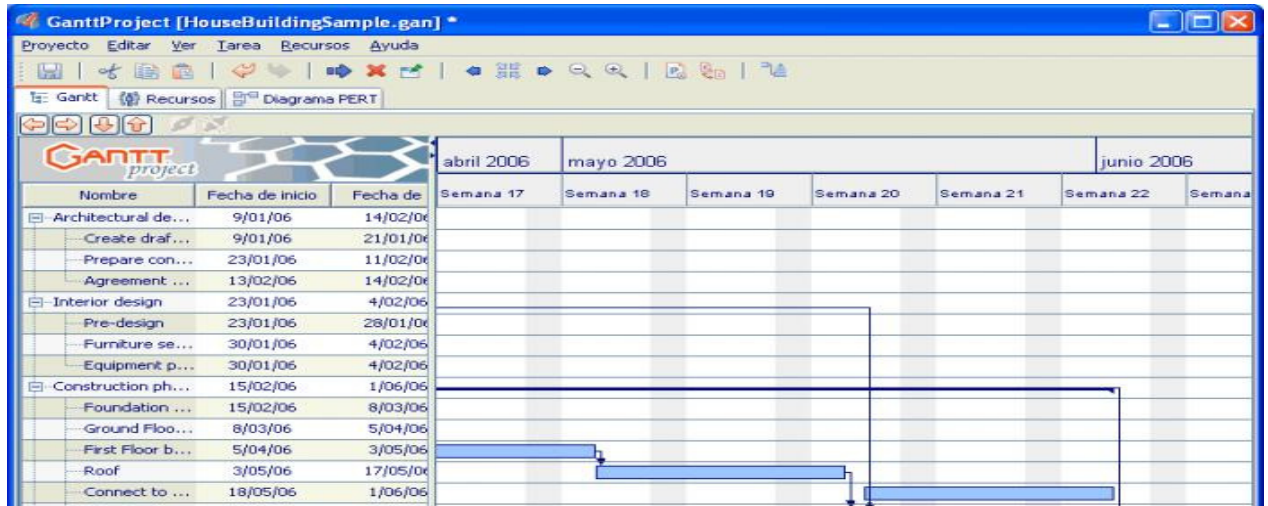 GanttProject [HouseBuildingSample.gan] *
Proyecto Editar Ver Tarea Recursos Ayuda
Gantt Recursos Diagrama PERT
GANTT project
abril 2006 mayo 2006 junio 2006
Nombre Fecha de inicio Fecha de Semana 17 Semana 18 Semana 19 Semana 20 Semana 21 Semana 22 Semana
Architectural de... 9/01/06 14/02/06
Create draf... 9/01/06 21/01/06
Prepare con... 23/01/06 11/02/06
Agreement ... 13/02/06 14/02/06
Interior design 23/01/06 4/02/06
Pre-design 23/01/06 28/01/06
Furniture se... 30/01/06 4/02/06
Equipment p... 30/01/06 4/02/06
Construction ph... 15/02/06 1/06/06
Foundation ... 15/02/06 8/03/06
Ground Floo... 8/03/06 5/04/06
First Floor b... 5/04/06 3/05/06
Roof 3/05/06 17/05/06
Connect to ... 18/05/06 1/06/06